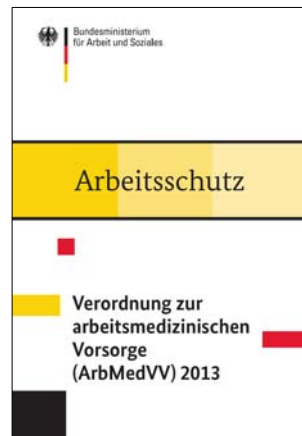 Bundesministerium
für Arbeit und Soziales
Arbeitsschutz
Verordnung zur
arbeitsmedizinischen
Vorsorge
(ArbMedVV) 2013